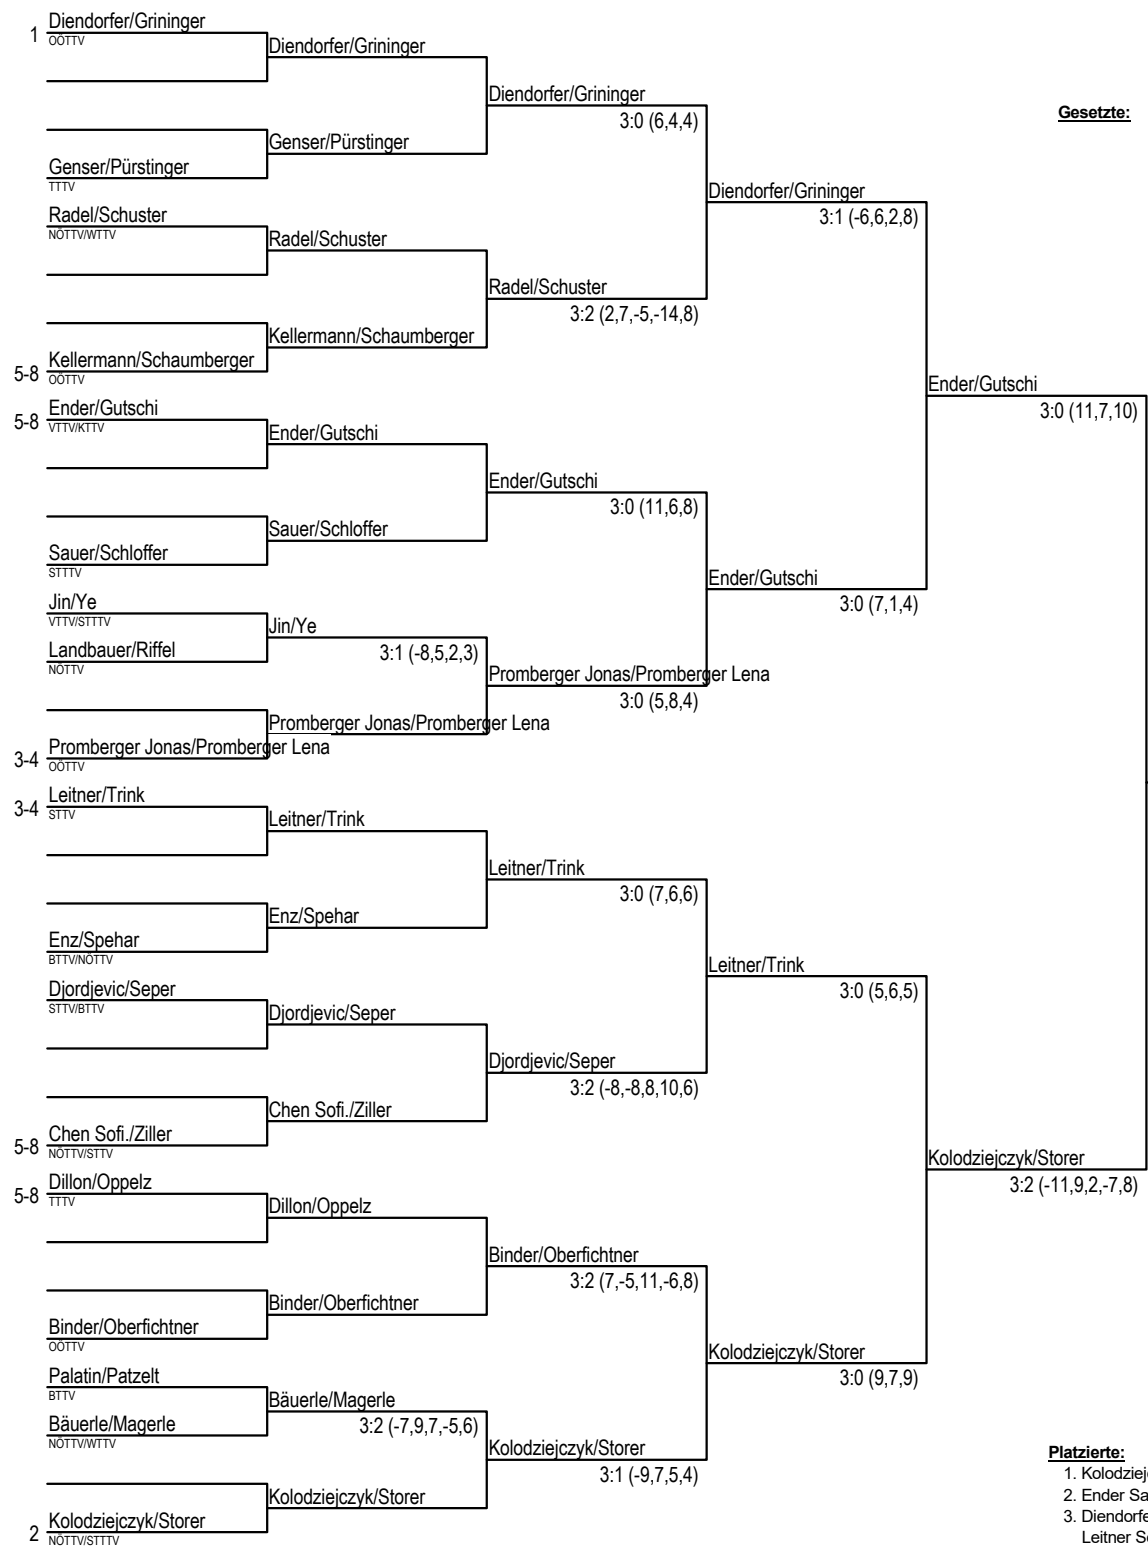 Diendorfer/Grininger
1
OÖTTV
Diendorfer/Grininger
Diendorfer/Grininger
3:0 (6,4,4)
Gesetzte:
Genser/Pürstinger
Genser/Pürstinger
TTTV
Diendorfer/Grininger
3:1 (-6,6,2,8)
Radel/Schuster
NÖTTV/WTTV
Radel/Schuster
Radel/Schuster
3:2 (2,7,-5,-14,8)
Kellermann/Schaumberger
Kellermann/Schaumberger
5-8
OÖTTV
Ender/Gutschi
3:0 (11,7,10)
Ender/Gutschi
5-8
VTTV/KTTV
Ender/Gutschi
Ender/Gutschi
3:0 (11,6,8)
Sauer/Schloffer
Sauer/Schloffer
STTTV
Ender/Gutschi
3:0 (7,1,4)
Jin/Ye
VTTV/STTTV
Jin/Ye
3:1 (-8,5,2,3)
Landbauer/Riffel
NÖTTV
Promberger Jonas/Promberger Lena
3:0 (5,8,4)
Promberger Jonas/Promberger Lena
Promberger Jonas/Promberger Lena
3-4
OÖTTV
Leitner/Trink
3-4
STTV
Leitner/Trink
Leitner/Trink
3:0 (7,6,6)
Enz/Spehar
Enz/Spehar
BTTV/NÖTTV
Leitner/Trink
3:0 (5,6,5)
Djordjevic/Seper
STTV/BTTV
Djordjevic/Seper
Djordjevic/Seper
3:2 (-8,-8,8,10,6)
Chen Sofi./Ziller
Chen Sofi./Ziller
5-8
NÖTTV/STTV
Kolodziejczyk/Storer
3:2 (-11,9,2,-7,8)
Dillon/Oppelz
5-8
TTTV
Dillon/Oppelz
Binder/Oberfichtner
3:2 (7,-5,11,-6,8)
Binder/Oberfichtner
Binder/Oberfichtner
OÖTTV
Kolodziejczyk/Storer
3:0 (9,7,9)
Palatin/Patzelt
BTTV
Bäuerle/Magerle
3:2 (-7,9,7,-5,6)
Bäuerle/Magerle
NÖTTV/WTTV
Kolodziejczyk/Storer
3:1 (-9,7,5,4)
Kolodziejczyk/Storer
Kolodziejczyk/Storer
2
NÖTTV/STTTV
Platzierte:
1. Kolodziej
2. Ender Sa
3. Diendorfe
Leitner Se